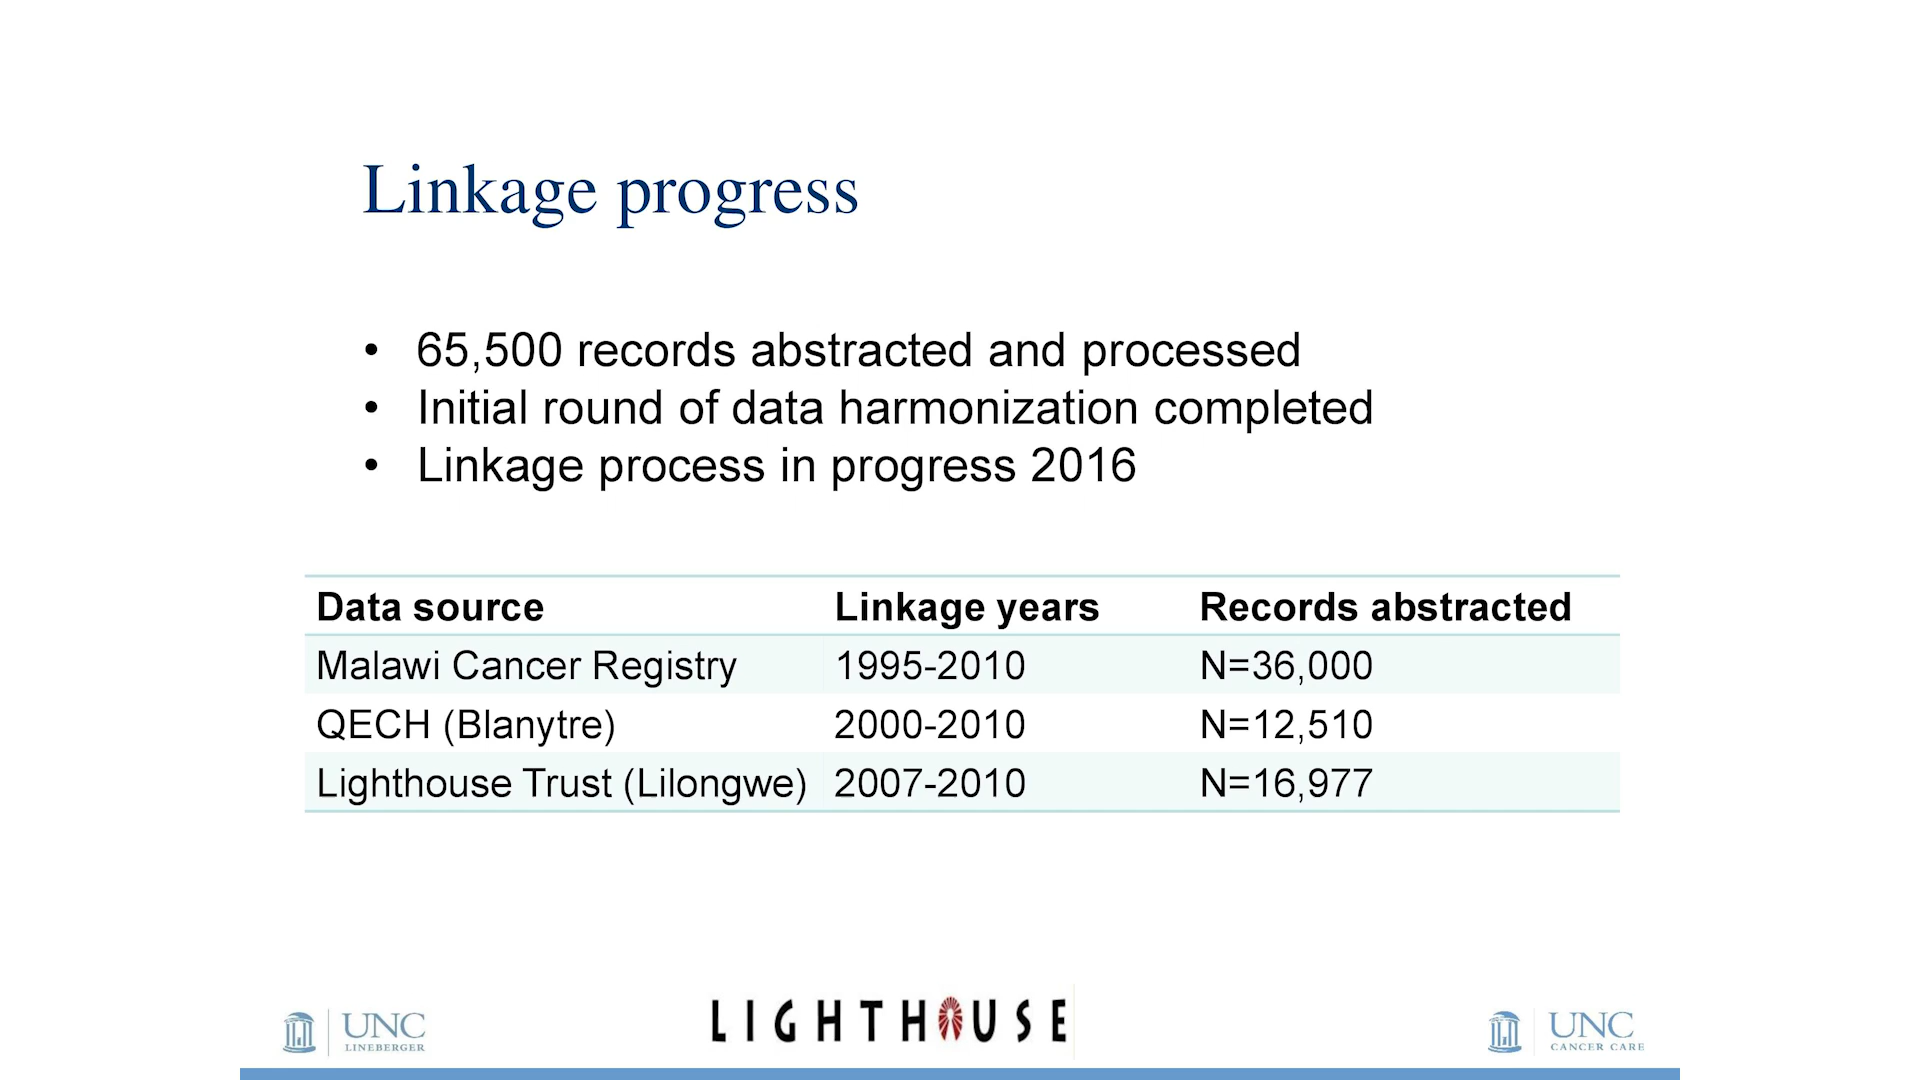 Linkage progress
• 65,500 records abstracted and processed
• Initial round of data harmonization completed
• Linkage process in progress 2016
Data source Linkage years Records abstracted
Malawi Cancer Registry 1995-2010 N=36,000
QECH (Blanytre) 2000-2010 N=12,510
Lighthouse Trust (Lilongwe) 2007-2010 N=16,977
UNC
LINEBERGER
LIGHTHOUSE
UNC
CANCER CARE